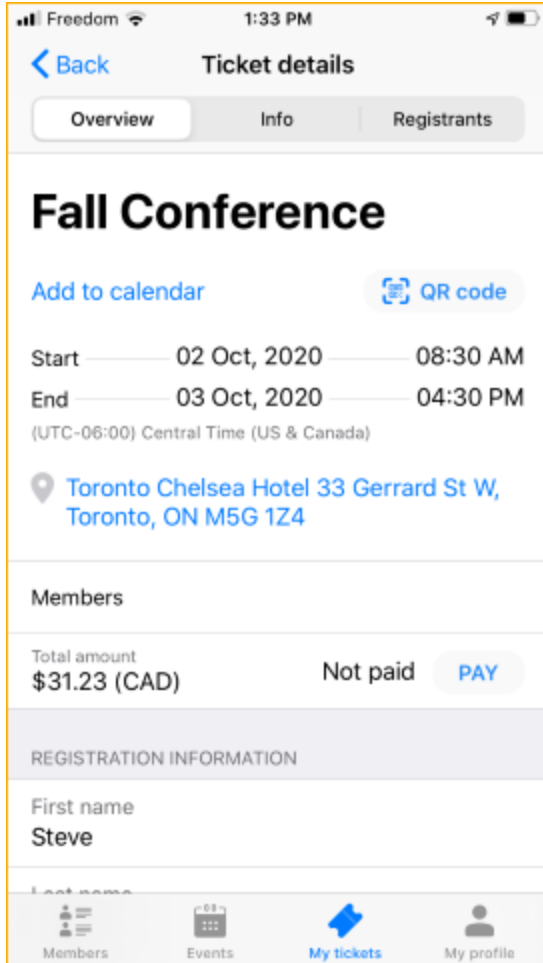 Freedom 1:33 PM
Back Ticket details
Overview Info Registrants
Fall Conference
Add to calendar QR code
Start 02 Oct, 2020 08:30 AM
End 03 Oct, 2020 04:30 PM
(UTC-06:00) Central Time (US & Canada)
Toronto Chelsea Hotel 33 Gerrard St W,
Toronto, ON M5G 1Z4
Members
Total amount
$31.23 (CAD) Not paid PAY
REGISTRATION INFORMATION
First name
Steve
Last name
Members Events My tickets My profile